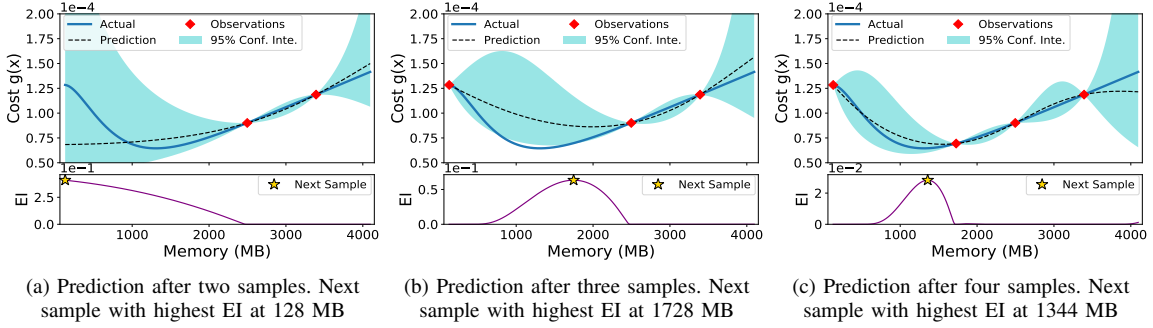 1e−4
2.00
1.75
1.50
1.25
1.00
0.75
0.50
Cost g(x)
Actual
Prediction
Observations
95% Conf. Inte.
1e−1
2.5
0.0
EI
Next Sample
1000 2000 3000 4000
Memory (MB)
1e−4
2.00
1.75
1.50
1.25
1.00
0.75
0.50
Cost g(x)
Actual
Prediction
Observations
95% Conf. Inte.
1e−1
0.5
0.0
EI
Next Sample
1000 2000 3000 4000
Memory (MB)
1e−4
2.00
1.75
1.50
1.25
1.00
0.75
0.50
Cost g(x)
Actual
Prediction
Observations
95% Conf. Inte.
1e−2
2
0
EI
Next Sample
1000 2000 3000 4000
Memory (MB)
(a) Prediction after two samples. Next
sample with highest EI at 128 MB
(b) Prediction after three samples. Next
sample with highest EI at 1728 MB
(c) Prediction after four samples. Next
sample with highest EI at 1344 MB